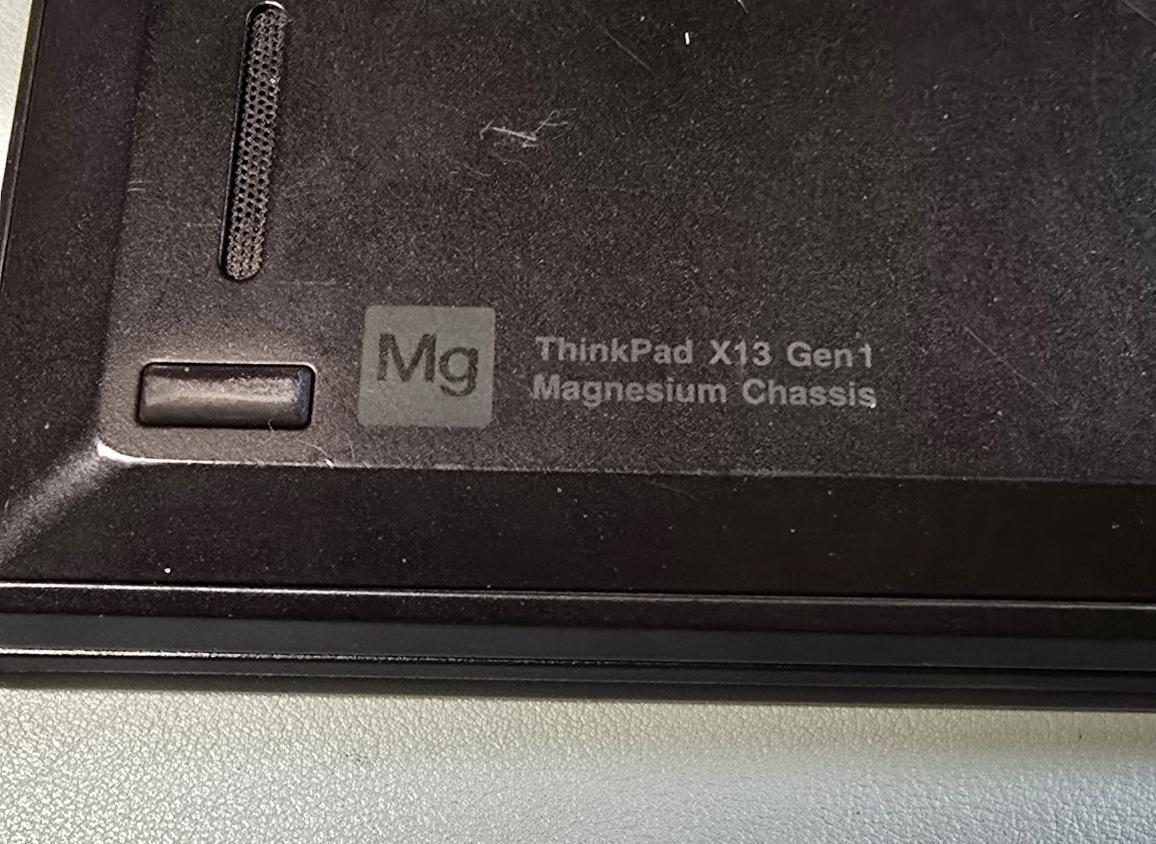 Mg
ThinkPad X13 Gen1
Magnesium Chassis